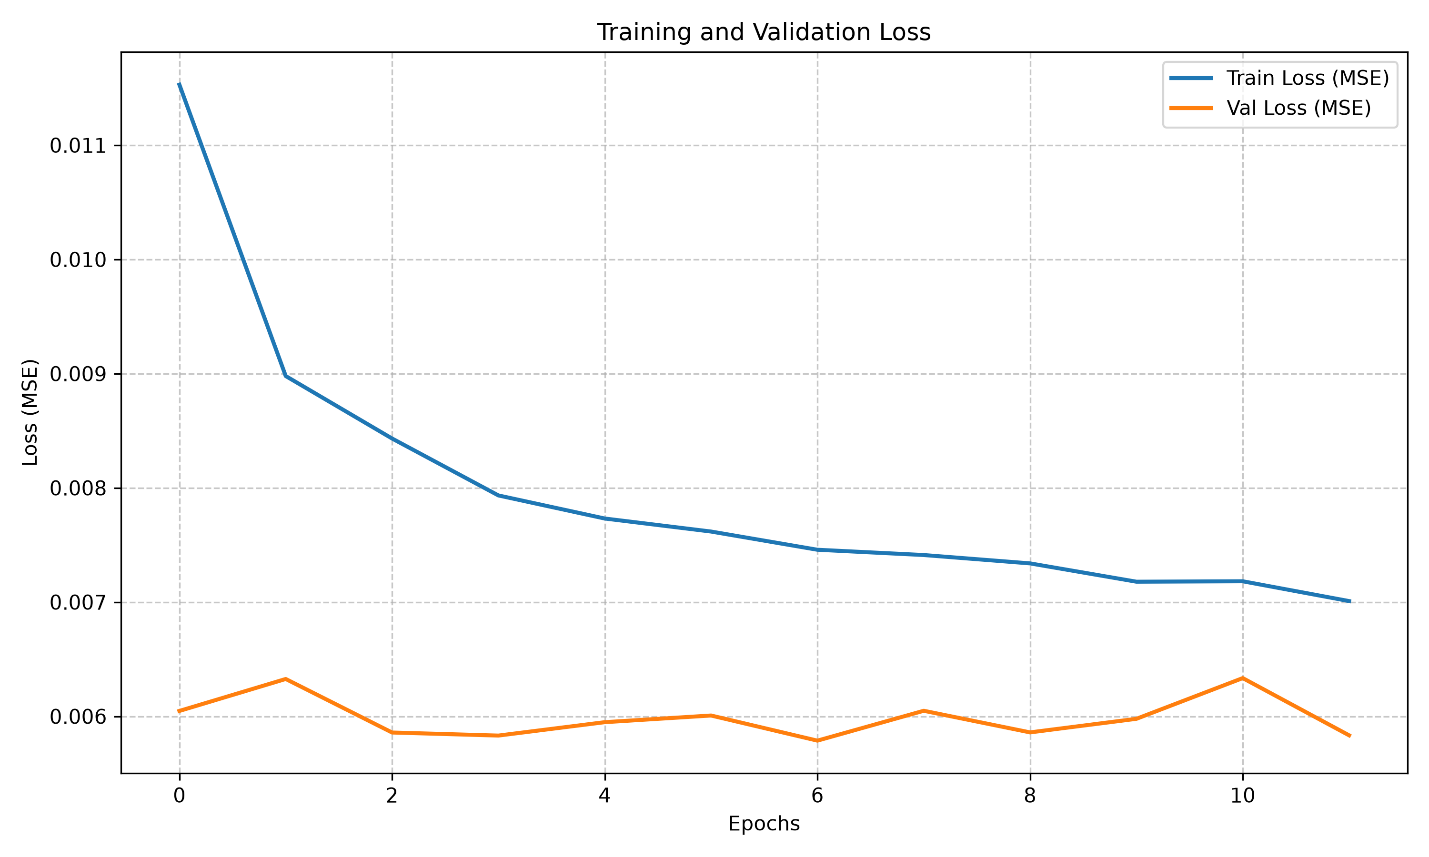 Training and Validation Loss
Train Loss (MSE)
Val Loss (MSE)
0.011
0.010
0.009
0.008
0.007
0.006
Loss (MSE)
0 2 4 6 8 10
Epochs